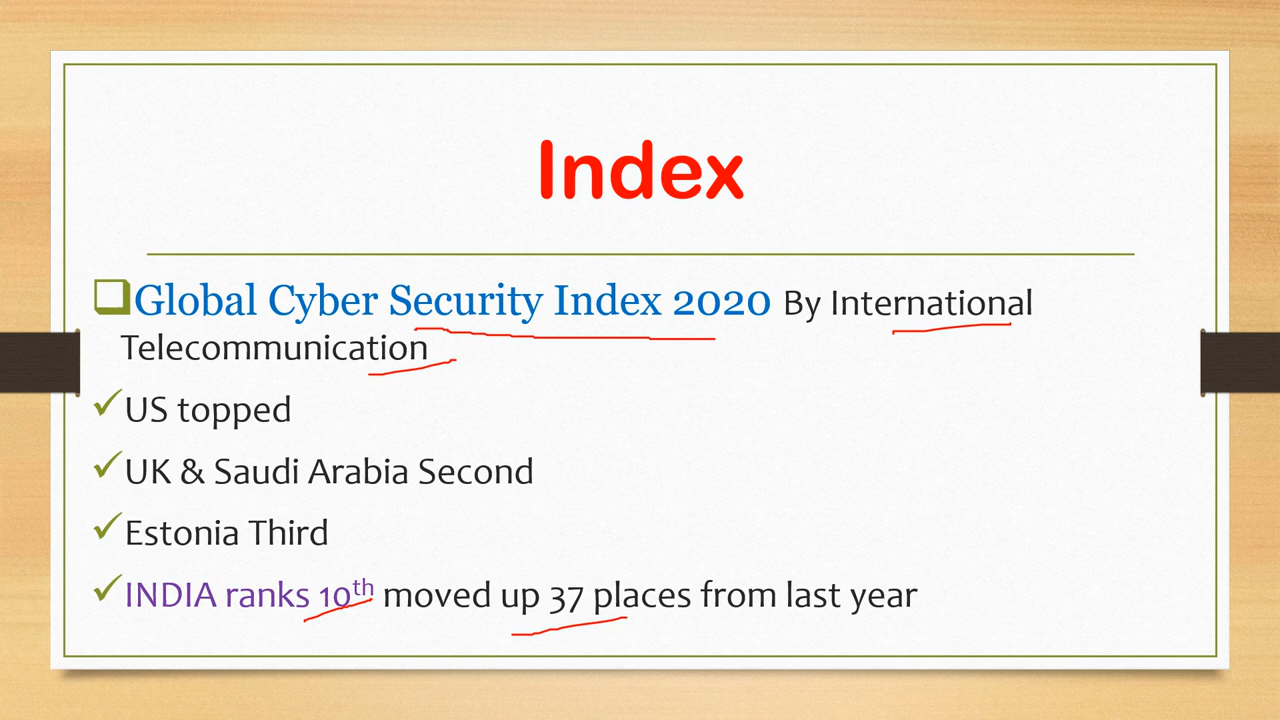 Index
Global Cyber Security Index 2020 By International
Telecommunication
US topped
UK & Saudi Arabia Second
Estonia Third
INDIA ranks 10th moved up 37 places from last year